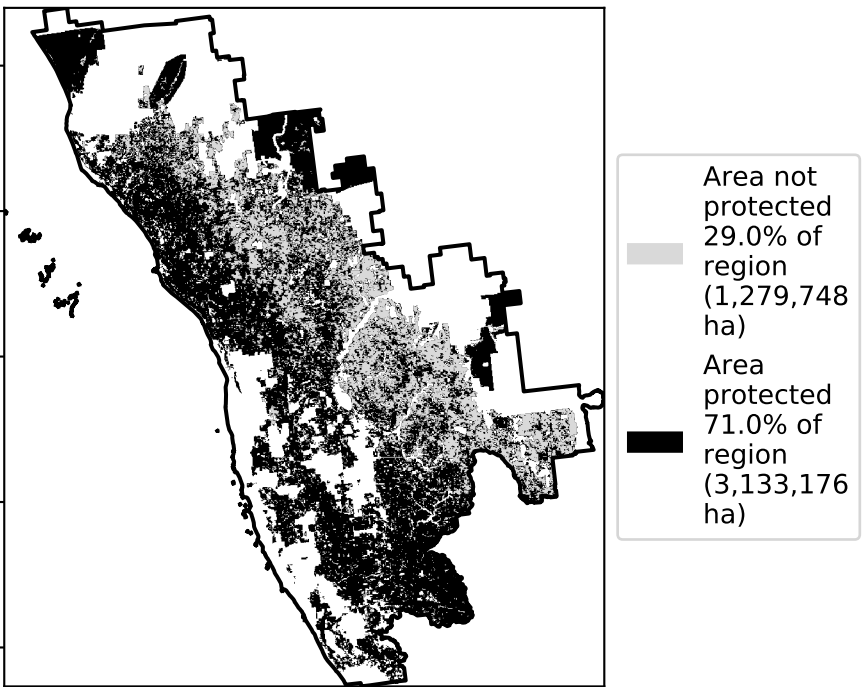 Area not
protected
29.0% of
region
(1,279,748
ha)
Area
protected
71.0% of
region
(3,133,176
ha)